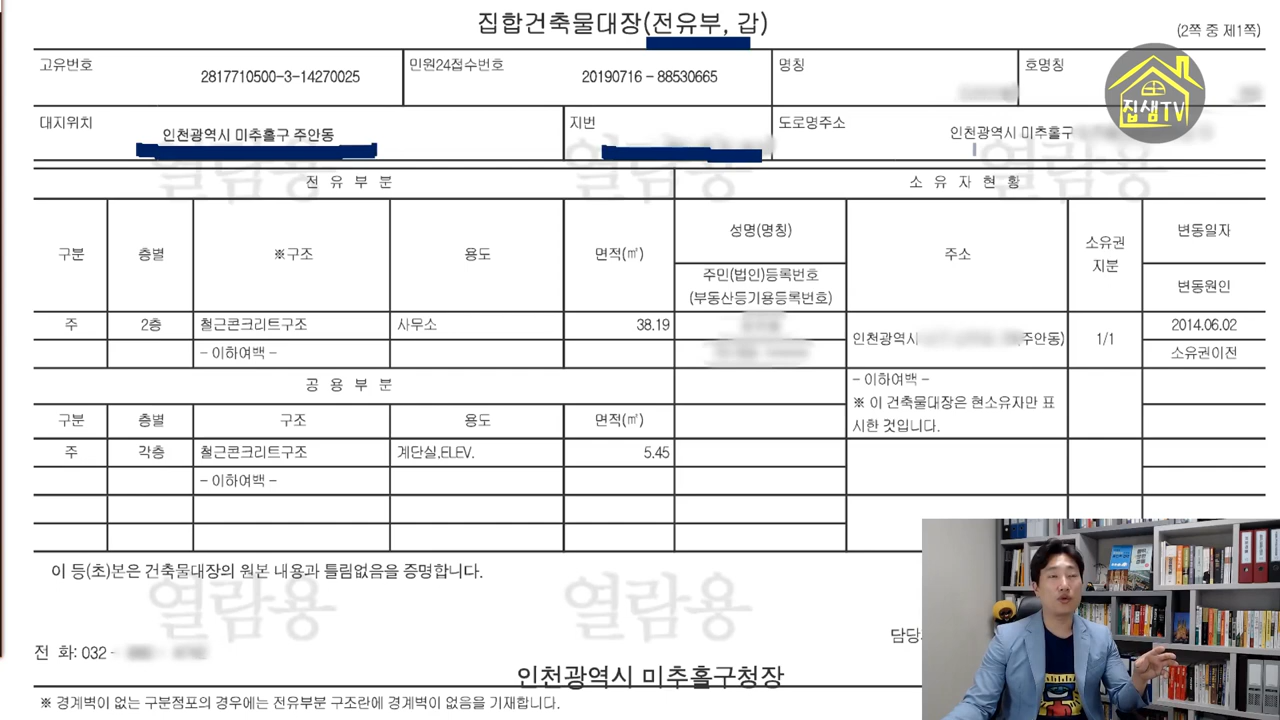 집합건축물대장(전유부, 갑)
(2쪽 중 제1쪽)
고유번호
2817710500-3-14270025
민원24접수번호
20190716 - 88530665
명칭
호명칭
집샘TV
대지위치
인천광역시 미추홀구 주안동
지번
도로명주소
인천광역시 미추홀구
열람용 열람용 열람용
전 유 부 분
소 유 자 현 황
구분 층별 ※구조 용도 면적(㎡)
성명(명칭)
주민(법인)등록번호
(부동산등기용등록번호)
주소
소유권
지분
변동일자
변동원인
주 2층 철근콘크리트구조 사무소 38.19
- 이하여백 -
인천광역시 주안동)
1/1
2014.06.02
소유권이전
공 용 부 분
- 이하여백 -
※ 이 건축물대장은 현소유자만 표
시한 것입니다.
구분 층별 구조 용도 면적(㎡)
주 각층 철근콘크리트구조 계단실,ELEV. 5.45
- 이하여백 -
이 등(초)본은 건축물대장의 원본 내용과 틀림없음을 증명합니다.
열람용 열람용
담당
전 화: 032 -
인천광역시 미추홀구청장
※ 경계벽이 없는 구분점포의 경우에는 전유부분 구조란에 경계벽이 없음을 기재합니다.